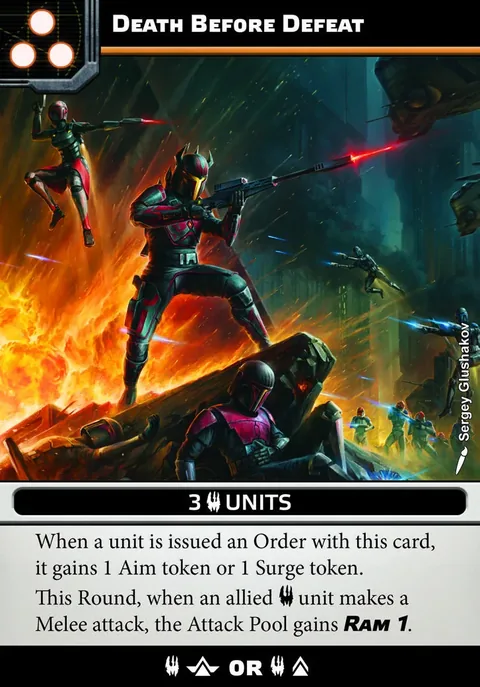 Death Before Defeat
Sergey Glushakov
3 UNITS
When a unit is issued an Order with this card,
it gains 1 Aim token or 1 Surge token.
This Round, when an allied unit makes a
Melee attack, the Attack Pool gains Ram 1.
OR